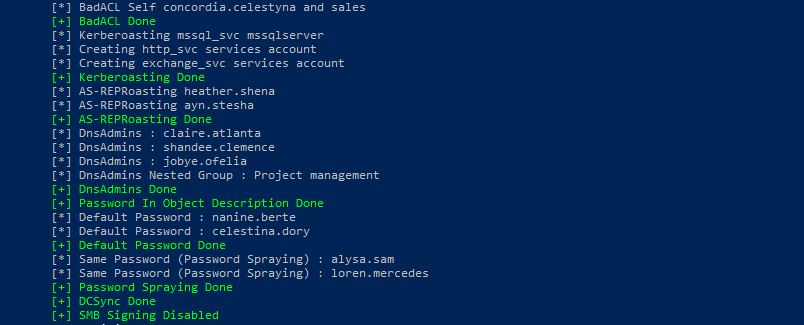 [*] BadACL Self concordia.celestyna and sales
[+] BadACL Done
[*] Kerberoasting mssql_svc mssqlserver
[*] Creating http_svc services account
[*] Creating exchange_svc services account
[+] Kerberoasting Done
[*] AS-REPRoasting heather.shena
[*] AS-REPRoasting ayn.stesha
[+] AS-REPRoasting Done
[*] DnsAdmins : claire.atlanta
[*] DnsAdmins : shandee.clemence
[*] DnsAdmins : jobye.ofelia
[*] DnsAdmins Nested Group : Project management
[+] DnsAdmins Done
[+] Password In Object Description Done
[*] Default Password : nanine.berte
[*] Default Password : celestina.dory
[+] Default Password Done
[*] Same Password (Password Spraying) : alysa.sam
[*] Same Password (Password Spraying) : loren.mercedes
[+] Password Spraying Done
[+] DCSync Done
[+] SMB Signing Disabled